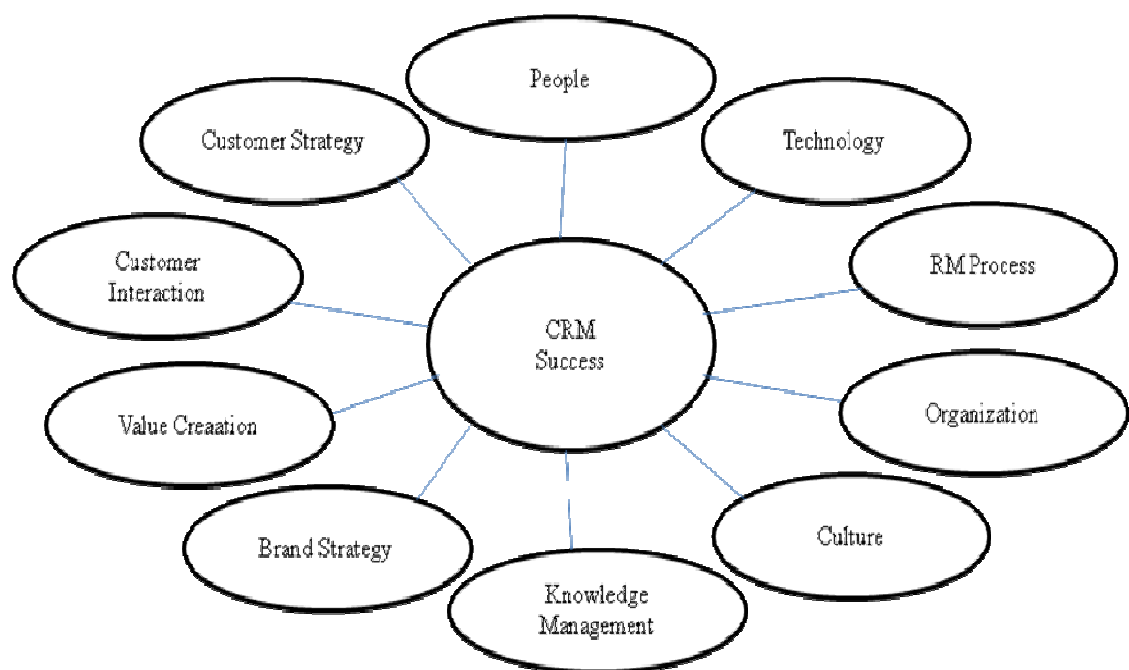 People
Customer Strategy
Technology
Customer
Interaction
RM Process
CRM
Success
Value Creaation
Organization
Brand Strategy
Culture
Knowledge
Management